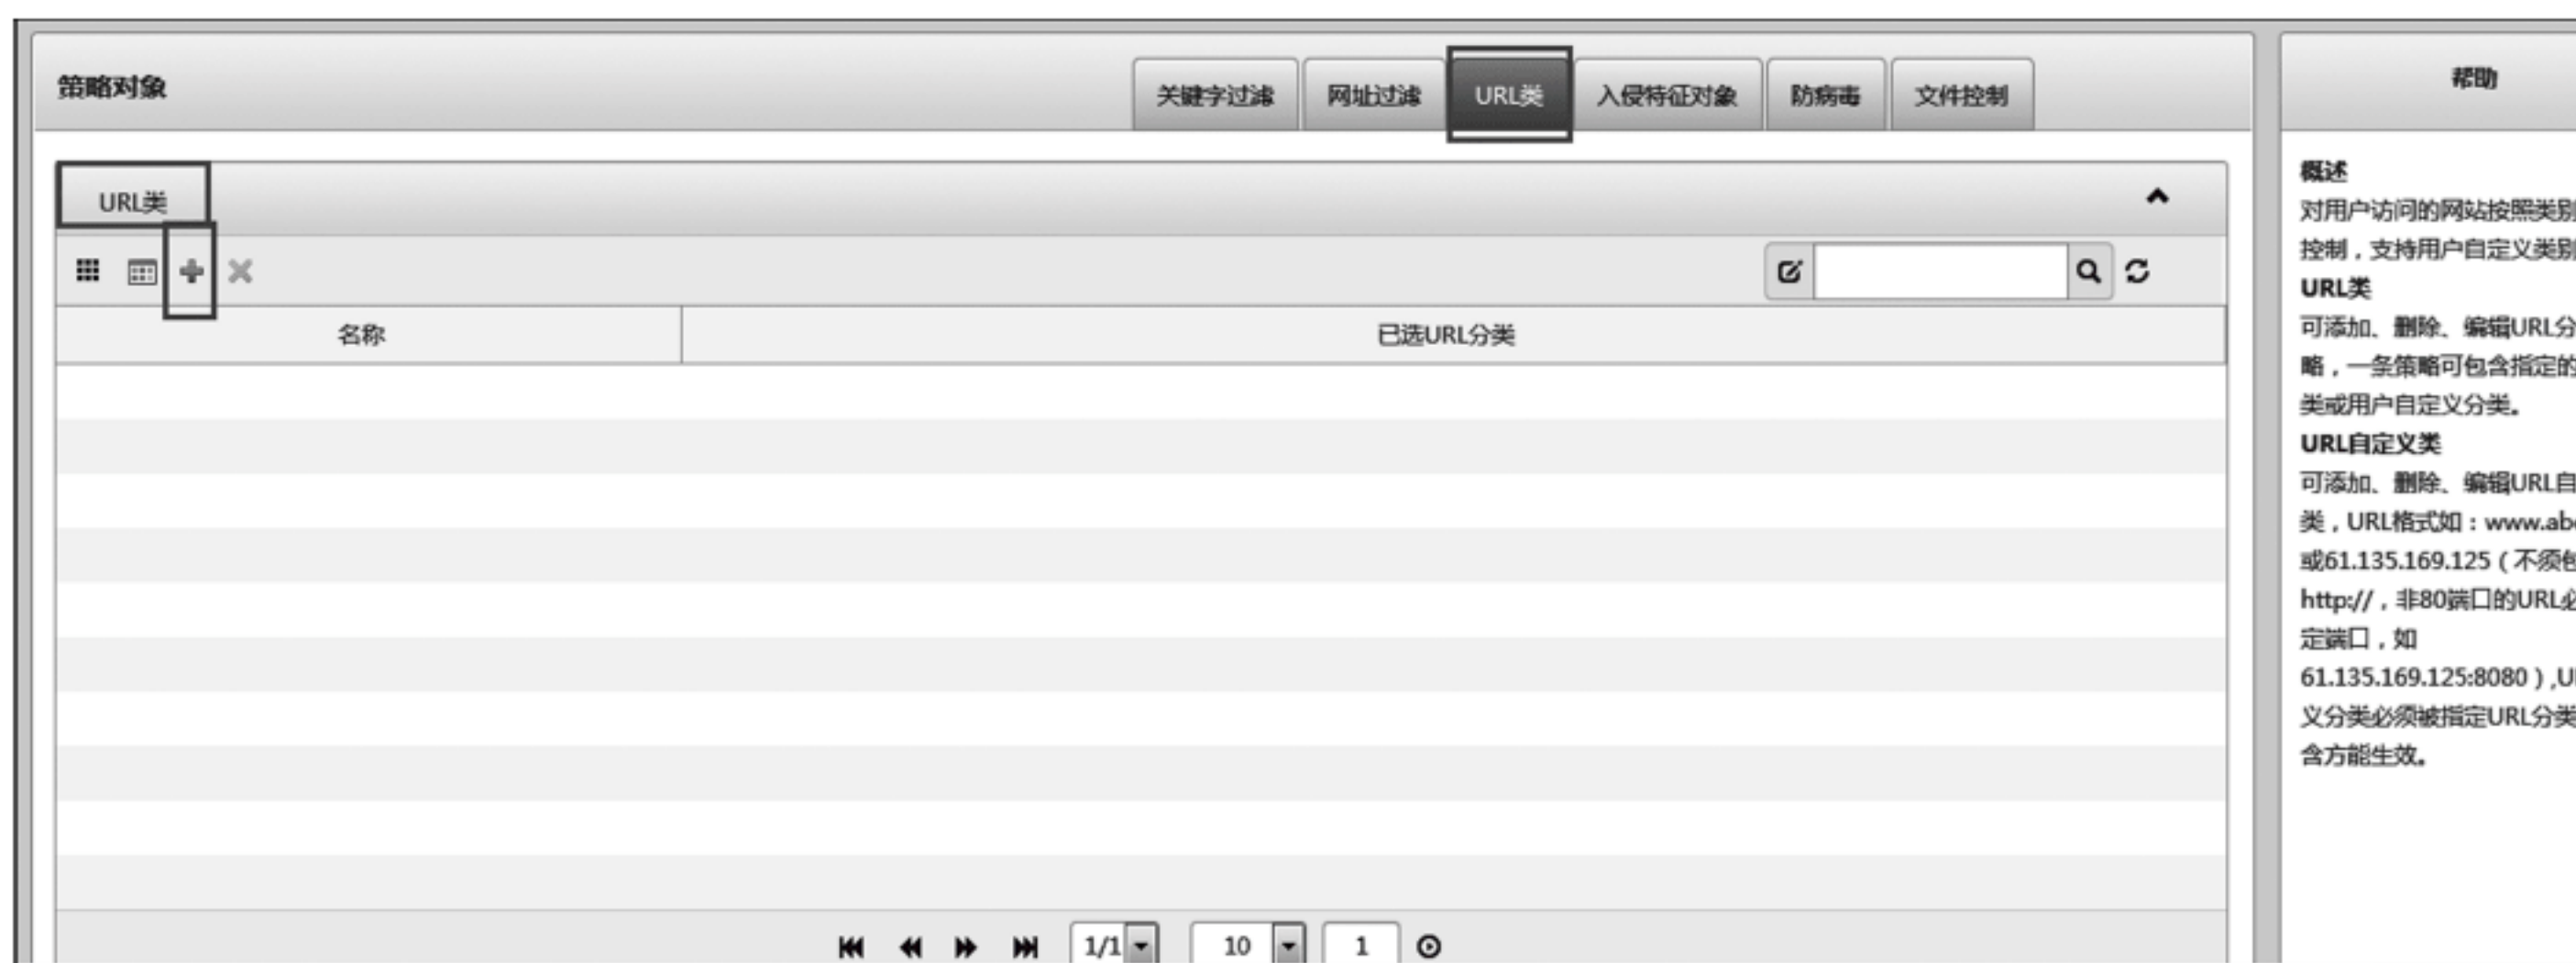 策略对象
关键字过滤
网址过滤
URL类
入侵特征对象
防病毒
文件控制
URL类
名称
已选URL分类
1/1
10
1
帮助
概述
对用户访问的网站按照类别
控制，支持用户自定义类别
URL类
可添加、删除、编辑URL分
略，一条策略可包含指定的
类或用户自定义分类。
URL自定义类
可添加、删除、编辑URL自
类，URL格式如：www.ab
或61.135.169.125（不须
http://，非80端口的URL
定端口，如
61.135.169.125:8080）,U
义分类必须被指定URL分类
含方能生效。